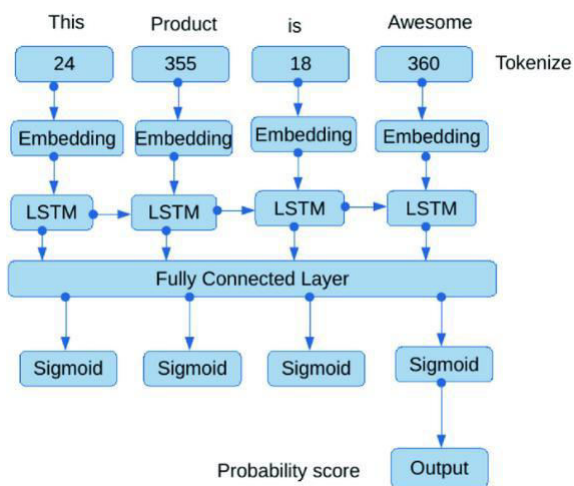 This Product is Awesome
24 355 18 360 Tokenize
Embedding Embedding Embedding Embedding
LSTM LSTM LSTM LSTM
Fully Connected Layer
Sigmoid Sigmoid Sigmoid Sigmoid
Probability score Output